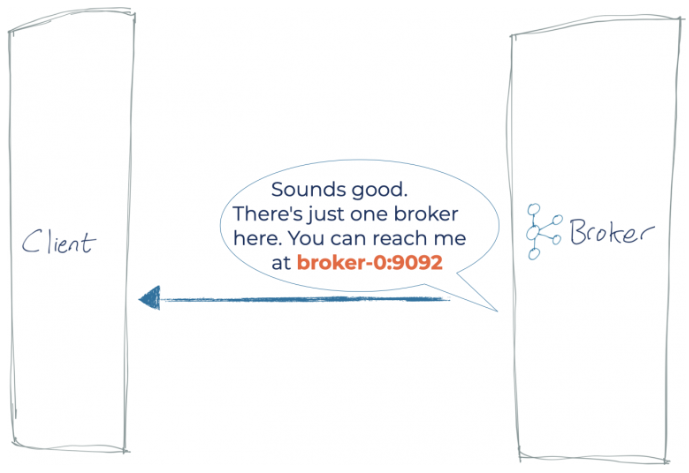 Sounds good.
There's just one broker
here. You can reach me
at broker-0:9092
Client
Broker